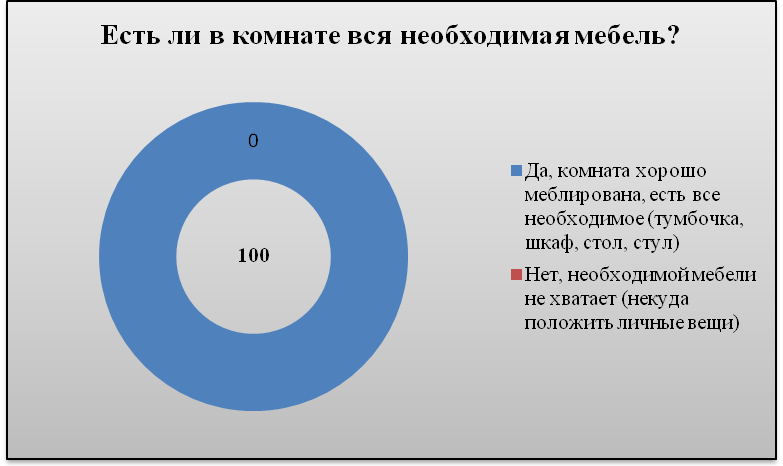 Есть ли в комнате вся необходимая мебель?
0
100
Да, комната хорошо
меблирована, есть все
необходимое (тумбочка,
шкаф, стол, стул)
Нет, необходимой мебели
не хватает (некуда
положить личные вещи)